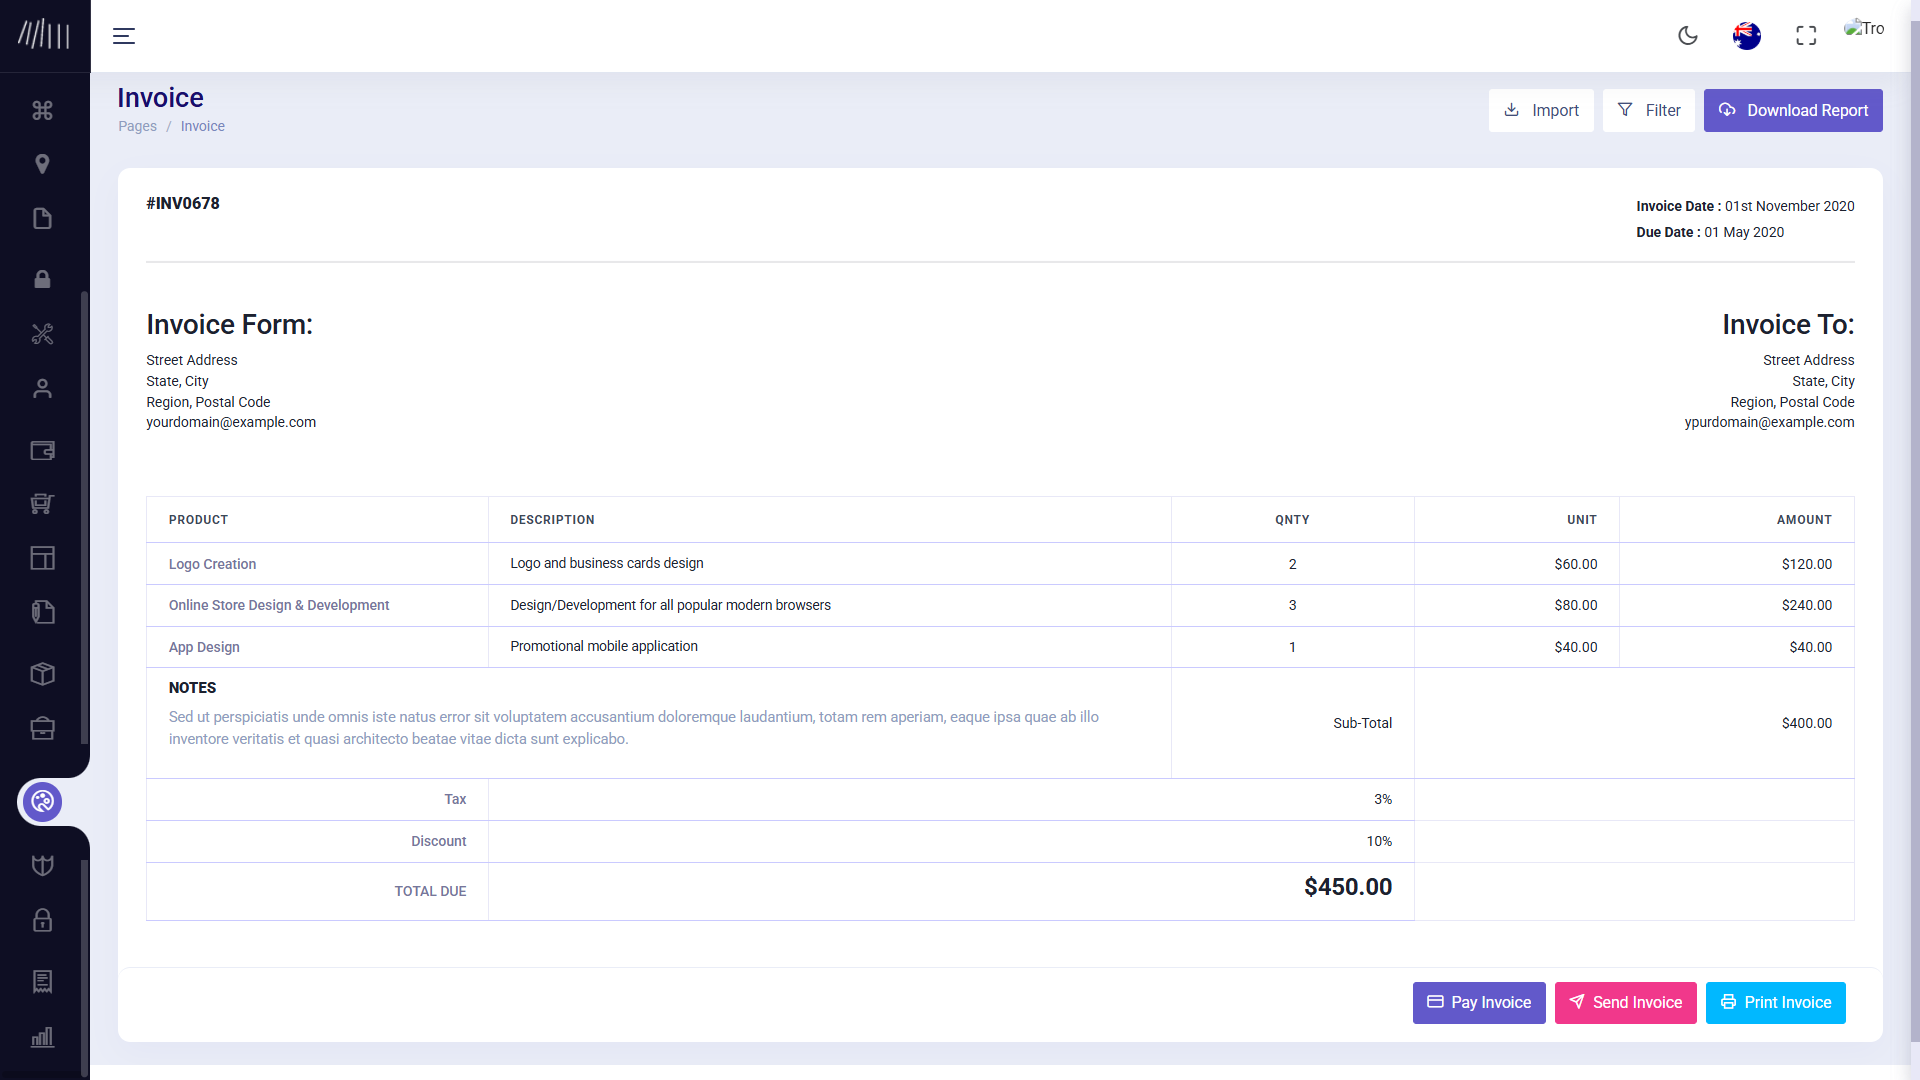 Tro
Invoice
Pages / Invoice
Import
Filter
Download Report
#INV0678
Invoice Date : 01st November 2020
Due Date : 01 May 2020
Invoice Form:
Street Address
State, City
Region, Postal Code
yourdomain@example.com
Invoice To:
Street Address
State, City
Region, Postal Code
ypurdomain@example.com
PRODUCT DESCRIPTION QNTY UNIT AMOUNT
Logo Creation Logo and business cards design 2 $60.00 $120.00
Online Store Design & Development Design/Development for all popular modern browsers 3 $80.00 $240.00
App Design Promotional mobile application 1 $40.00 $40.00
NOTES
Sed ut perspiciatis unde omnis iste natus error sit voluptatem accusantium doloremque laudantium, totam rem aperiam, eaque ipsa quae ab illo
inventore veritatis et quasi architecto beatae vitae dicta sunt explicabo.
Sub-Total $400.00
Tax 3%
Discount 10%
TOTAL DUE $450.00
Pay Invoice
Send Invoice
Print Invoice